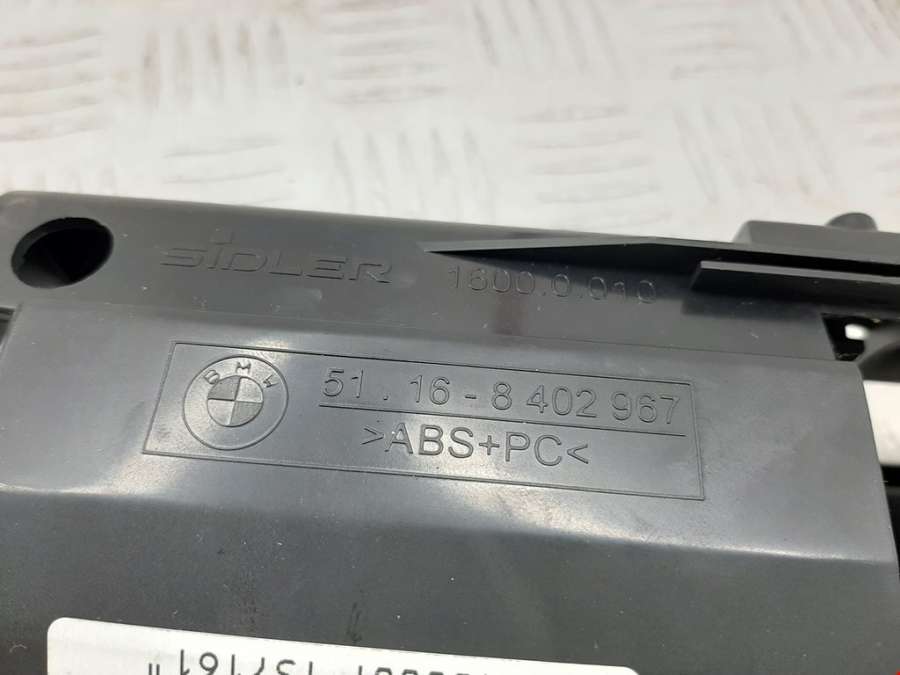 SiDLER 1600.0.010
BMW
51.16-8 402 967
>ABS+PC<